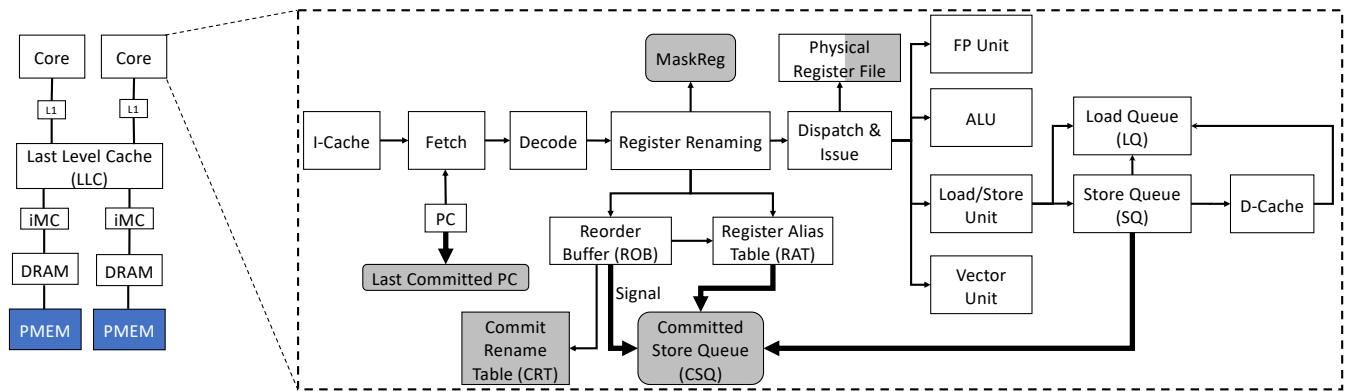 Core
Core
L1
L1
Last Level Cache
(LLC)
iMC
iMC
DRAM
DRAM
PMEM
PMEM
MaskReg
Physical
Register File
FP Unit
I-Cache
Fetch
Decode
Register Renaming
Dispatch &
Issue
ALU
Load Queue
(LQ)
PC
Last Committed PC
Reorder
Buffer (ROB)
Register Alias
Table (RAT)
Load/Store
Unit
Store Queue
(SQ)
D-Cache
Signal
Commit
Rename
Table (CRT)
Committed
Store Queue
(CSQ)
Vector
Unit